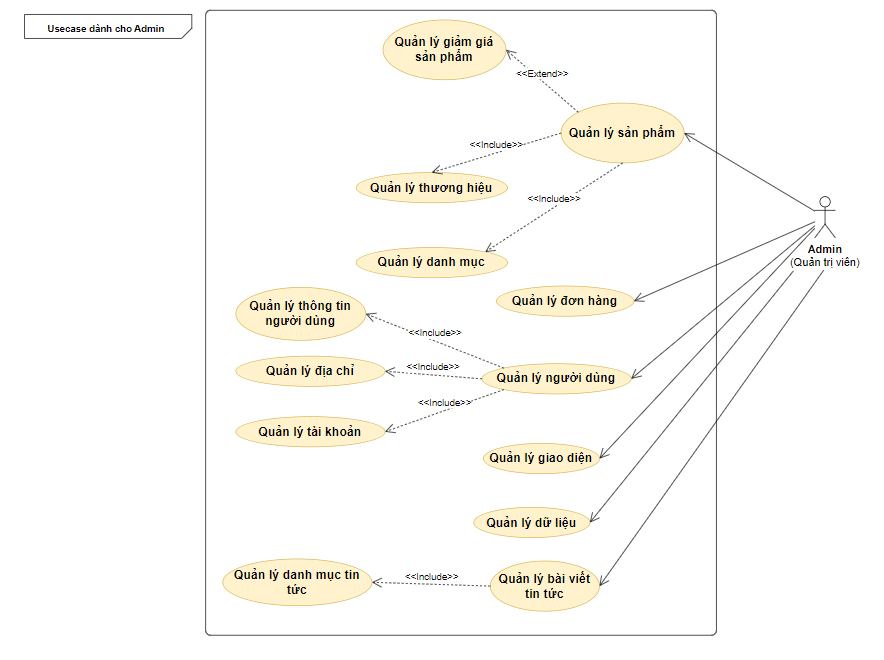 Usecase dành cho Admin
Quản lý giảm giá
sản phẩm
<<Extend>>
Quản lý sản phẩm
<<Include>>
Quản lý thương hiệu
<<Include>>
Quản lý danh mục
Admin
(Quản trị viên)
Quản lý đơn hàng
Quản lý thông tin
người dùng
<<Include>>
Quản lý địa chỉ
<<Include>>
Quản lý người dùng
<<Include>>
Quản lý tài khoản
Quản lý giao diện
Quản lý dữ liệu
Quản lý danh mục tin
tức
<<Include>>
Quản lý bài viết
tin tức